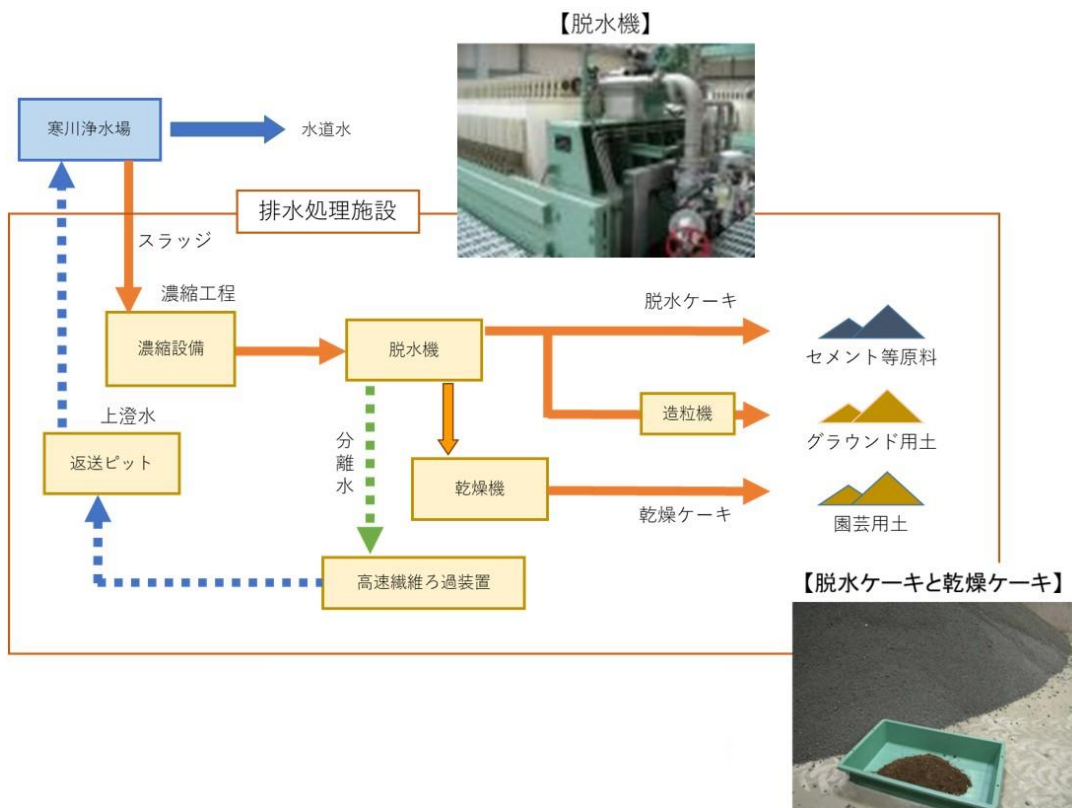 【脱水機】
寒川浄水場
水道水
排水処理施設
スラッジ
濃縮工程
脱水ケーキ
濃縮設備
脱水機
セメント等原料
上澄水
造粒機
グラウンド用土
返送ピット
分離水
乾燥機
乾燥ケーキ
園芸用土
高速繊維ろ過装置
【脱水ケーキと乾燥ケーキ】